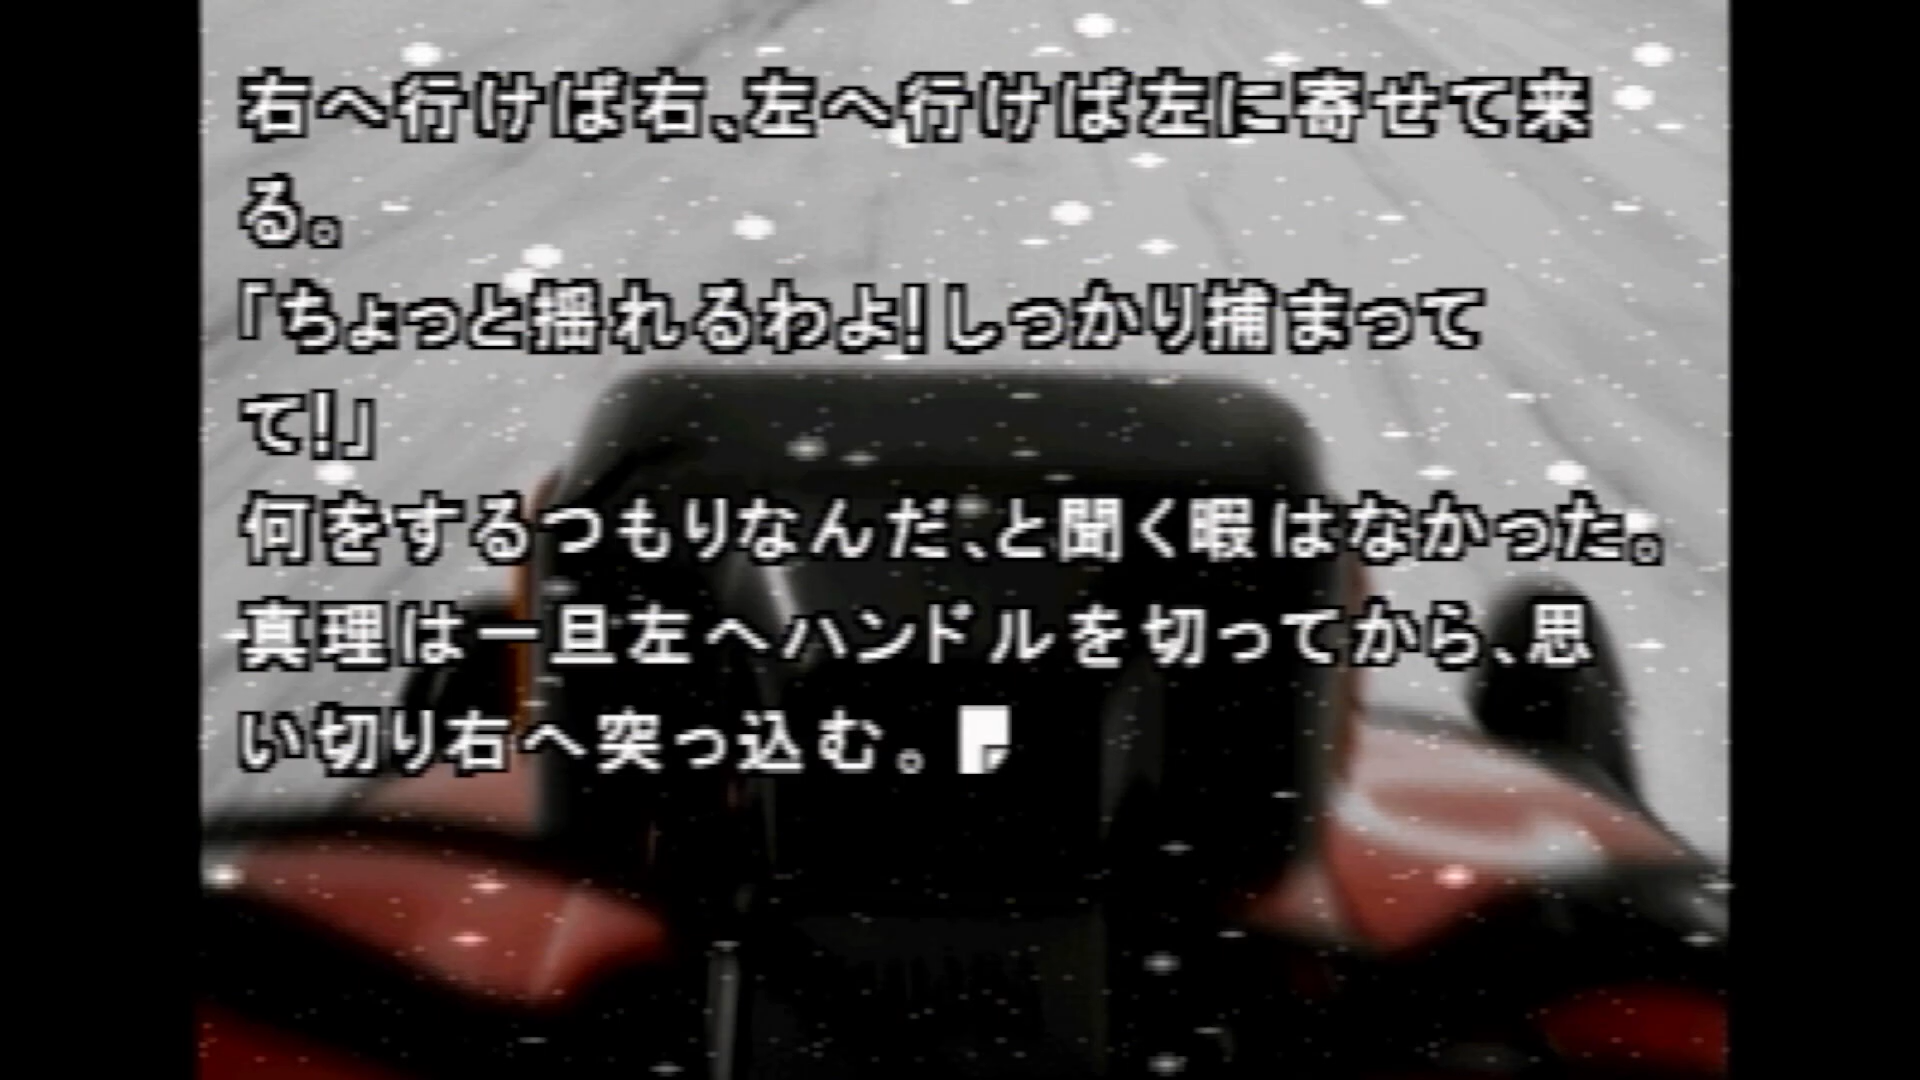 右へ行けば右、左へ行けば左に寄せて来
る。
「ちょっと揺れるわよ!しっかり捕まって
て!」
何をするつもりなんだ、と聞く暇はなかった。
真理は一旦左へハンドルを切ってから、思
い切り右へ突っ込む。